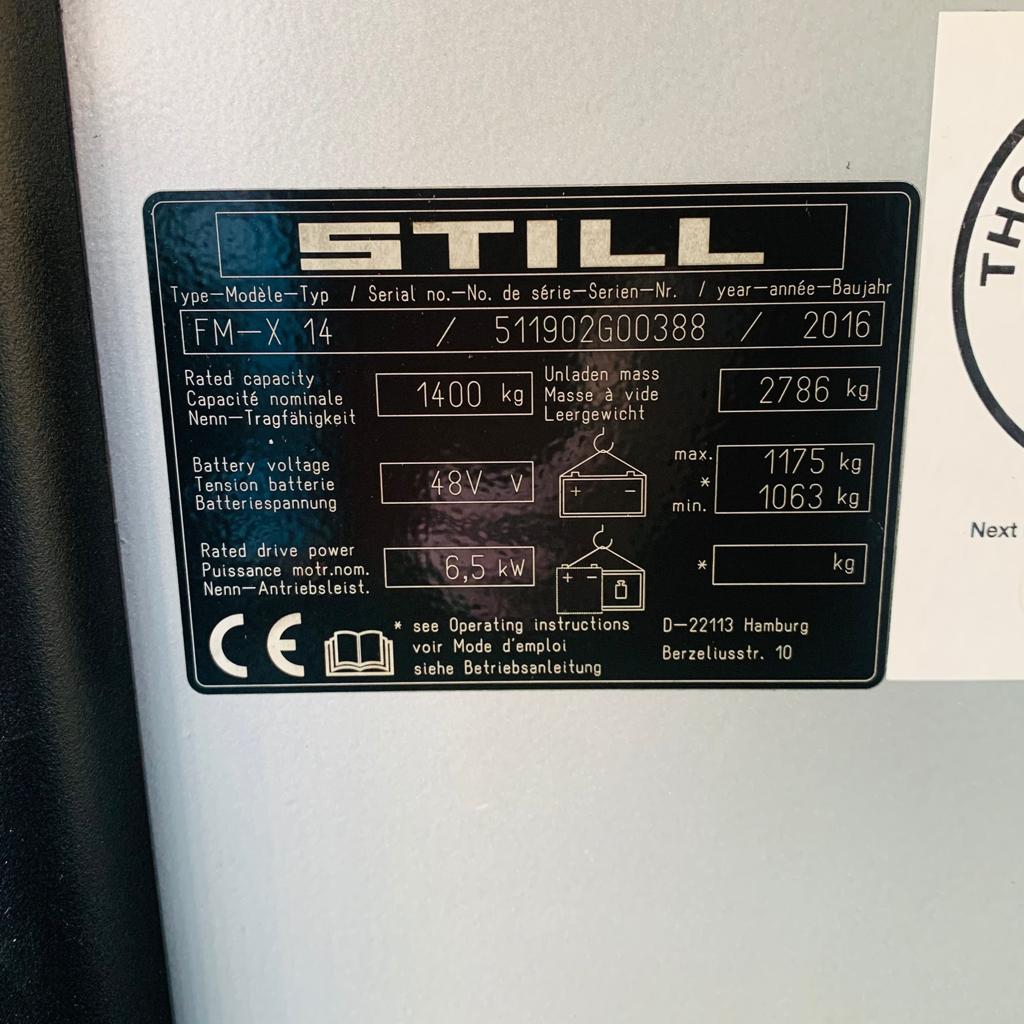 STILL
Type–Modèle–Typ / Serial no.–No. de série–Serien–Nr. / year–année–Baujahr
FM–X 14 / 511902G00388 / 2016
Rated capacity
Capacité nominale
Nenn–Tragfähigkeit
1400 kg
Unladen mass
Masse à vide
Leergewicht
2786 kg
Battery voltage
Tension batterie
Batteriespannung
48V V
+ –
max.
*
min.
1175 kg
1063 kg
Rated drive power
Puissance motr.nom.
Nenn–Antriebsleist.
6,5 kW
+ –
* kg
CE
* see Operating instructions
voir Mode d'emploi
siehe Betriebsanleitung
D–22113 Hamburg
Berzeliusstr. 10
Next